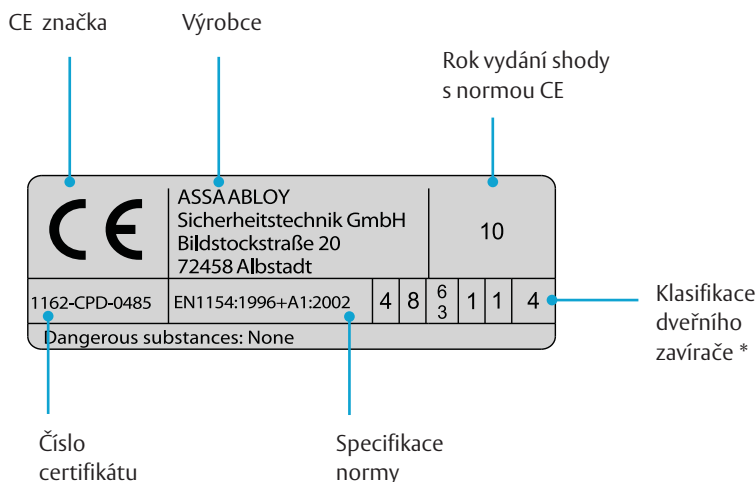 CE značka
Výrobce
Rok vydání shody
s normou CE
CE
ASSA ABLOY
Sicherheitstechnik GmbH
Bildstockstraße 20
72458 Albstadt
10
1162-CPD-0485
EN1154:1996+A1:2002
4 8 6 3 1 1 4
Dangerous substances: None
Klasifikace
dveřního
zavírače *
Číslo
certifikátu
Specifikace
normy